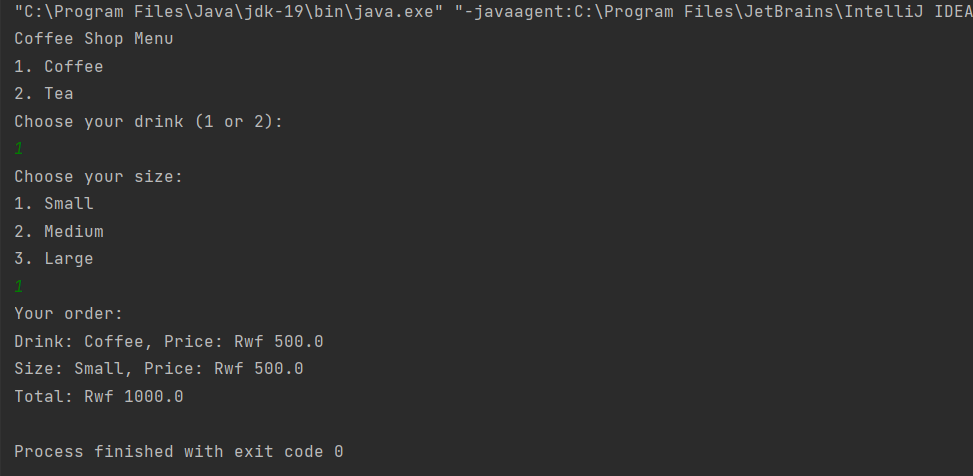 "C:\Program Files\Java\jdk-19\bin\java.exe" "-javaagent:C:\Program Files\JetBrains\IntelliJ IDEA
Coffee Shop Menu
1. Coffee
2. Tea
Choose your drink (1 or 2):
1
Choose your size:
1. Small
2. Medium
3. Large
1
Your order:
Drink: Coffee, Price: Rwf 500.0
Size: Small, Price: Rwf 500.0
Total: Rwf 1000.0
Process finished with exit code 0